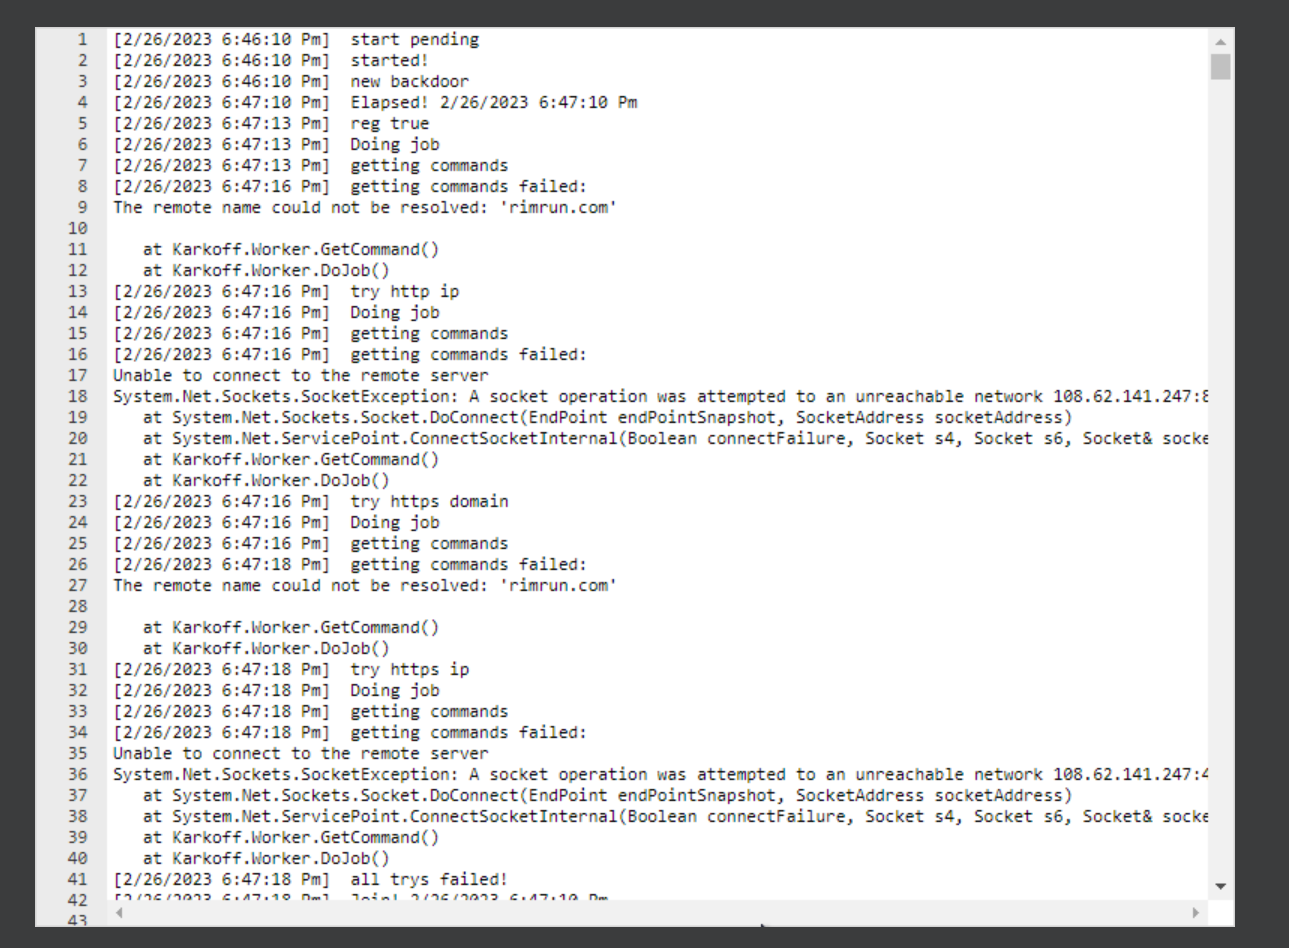 1 [2/26/2023 6:46:10 Pm] start pending
2 [2/26/2023 6:46:10 Pm] started!
3 [2/26/2023 6:46:10 Pm] new backdoor
4 [2/26/2023 6:47:10 Pm] Elapsed! 2/26/2023 6:47:10 Pm
5 [2/26/2023 6:47:13 Pm] reg true
6 [2/26/2023 6:47:13 Pm] Doing job
7 [2/26/2023 6:47:13 Pm] getting commands
8 [2/26/2023 6:47:16 Pm] getting commands failed:
9 The remote name could not be resolved: 'rimrun.com'
10
11 at Karkoff.Worker.GetCommand()
12 at Karkoff.Worker.DoJob()
13 [2/26/2023 6:47:16 Pm] try http ip
14 [2/26/2023 6:47:16 Pm] Doing job
15 [2/26/2023 6:47:16 Pm] getting commands
16 [2/26/2023 6:47:16 Pm] getting commands failed:
17 Unable to connect to the remote server
18 System.Net.Sockets.SocketException: A socket operation was attempted to an unreachable network 108.62.141.247:8
19 at System.Net.Sockets.Socket.DoConnect(EndPoint endPointSnapshot, SocketAddress socketAddress)
20 at System.Net.ServicePoint.ConnectSocketInternal(Boolean connectFailure, Socket s4, Socket s6, Socket& socke
21 at Karkoff.Worker.GetCommand()
22 at Karkoff.Worker.DoJob()
23 [2/26/2023 6:47:16 Pm] try https domain
24 [2/26/2023 6:47:16 Pm] Doing job
25 [2/26/2023 6:47:16 Pm] getting commands
26 [2/26/2023 6:47:18 Pm] getting commands failed:
27 The remote name could not be resolved: 'rimrun.com'
28
29 at Karkoff.Worker.GetCommand()
30 at Karkoff.Worker.DoJob()
31 [2/26/2023 6:47:18 Pm] try https ip
32 [2/26/2023 6:47:18 Pm] Doing job
33 [2/26/2023 6:47:18 Pm] getting commands
34 [2/26/2023 6:47:18 Pm] getting commands failed:
35 Unable to connect to the remote server
36 System.Net.Sockets.SocketException: A socket operation was attempted to an unreachable network 108.62.141.247:4
37 at System.Net.Sockets.Socket.DoConnect(EndPoint endPointSnapshot, SocketAddress socketAddress)
38 at System.Net.ServicePoint.ConnectSocketInternal(Boolean connectFailure, Socket s4, Socket s6, Socket& socke
39 at Karkoff.Worker.GetCommand()
40 at Karkoff.Worker.DoJob()
41 [2/26/2023 6:47:18 Pm] all trys failed!
42
43